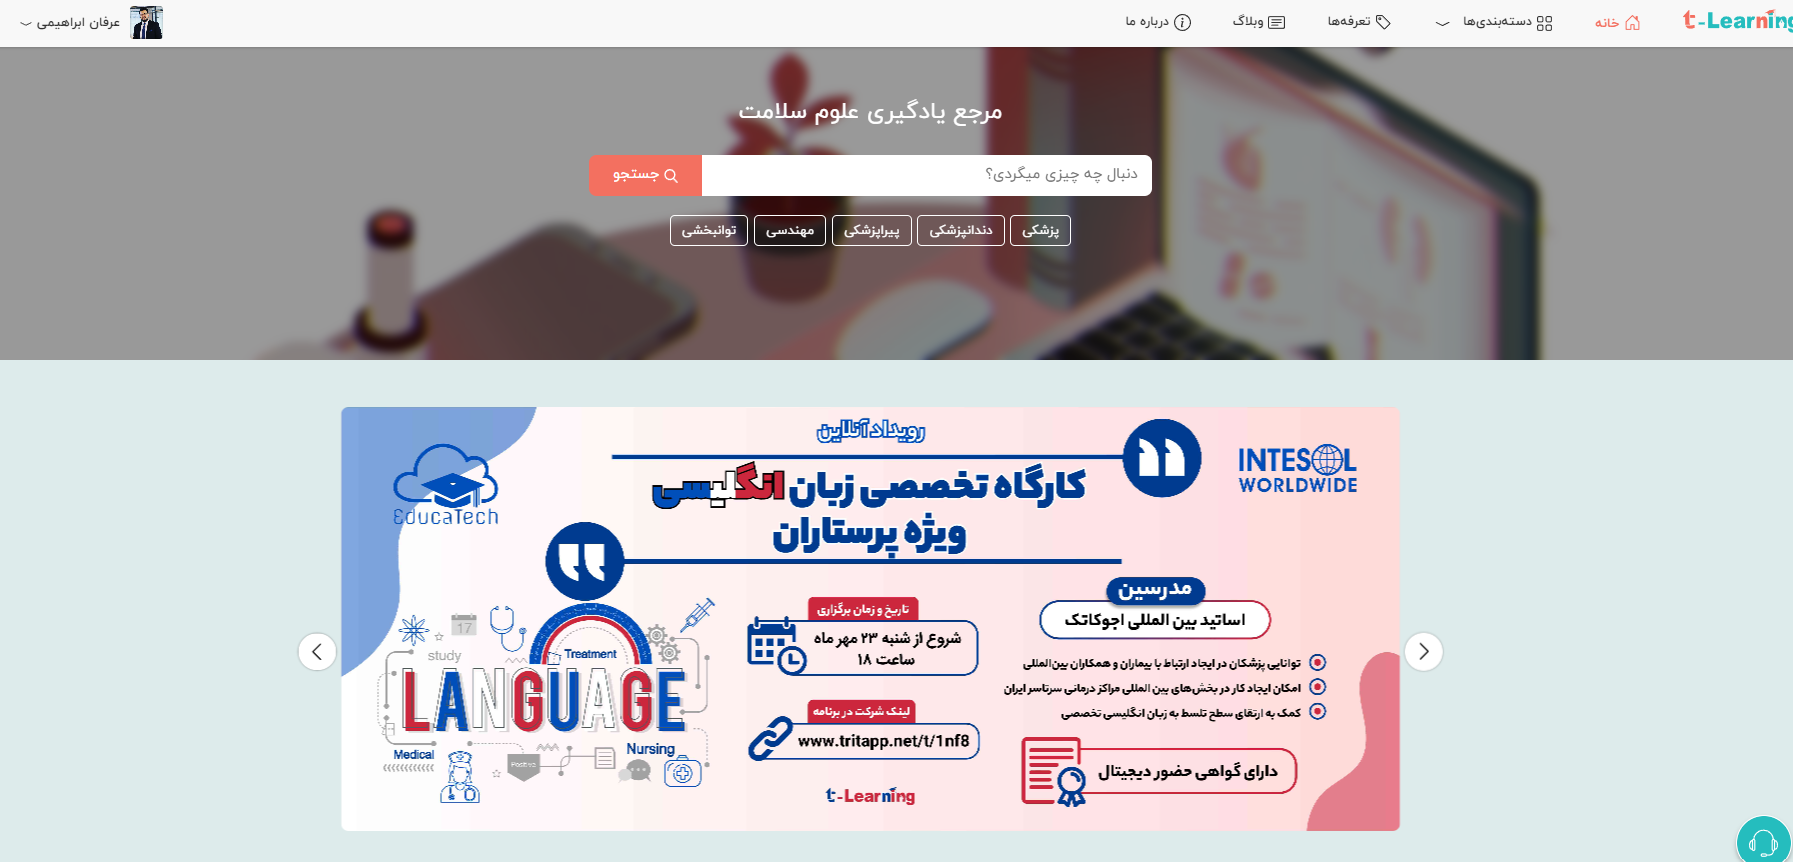 t-Learning
خانه
دسته‌بندی‌ها
تعرفه‌ها
وبلاگ
درباره ما
عرفان ابراهیمی
مرجع یادگیری علوم سلامت
دنبال چه چیزی میگردی؟
جستجو
پزشکی
دندانپزشکی
پیراپزشکی
مهندسی
توانبخشی
رویداد آنلاین
INTESOL
WORLDWIDE
EducaTech
کارگاه تخصصی زبان انگلیسی
ویژه پرستاران
مدرسین
اساتید بین المللی اجوکاتک
توانایی پزشکان در ایجاد ارتباط با بیماران و همکاران بین‌المللی
امکان ایجاد کار در بخش‌های بین المللی مراکز درمانی سرتاسر ایران
کمک به ارتقای سطح تلسط به زبان انگلیسی تخصصی
دارای گواهی حضور دیجیتال
تاریخ و زمان برگزاری
شروع از شنبه ۲۳ مهر ماه
ساعت ۱۸
لینک شرکت در برنامه
www.tritapp.net/t/1nf8
t-Learning
17
study
Treatment
LANGUAGE
Medical
Nursing
Positive